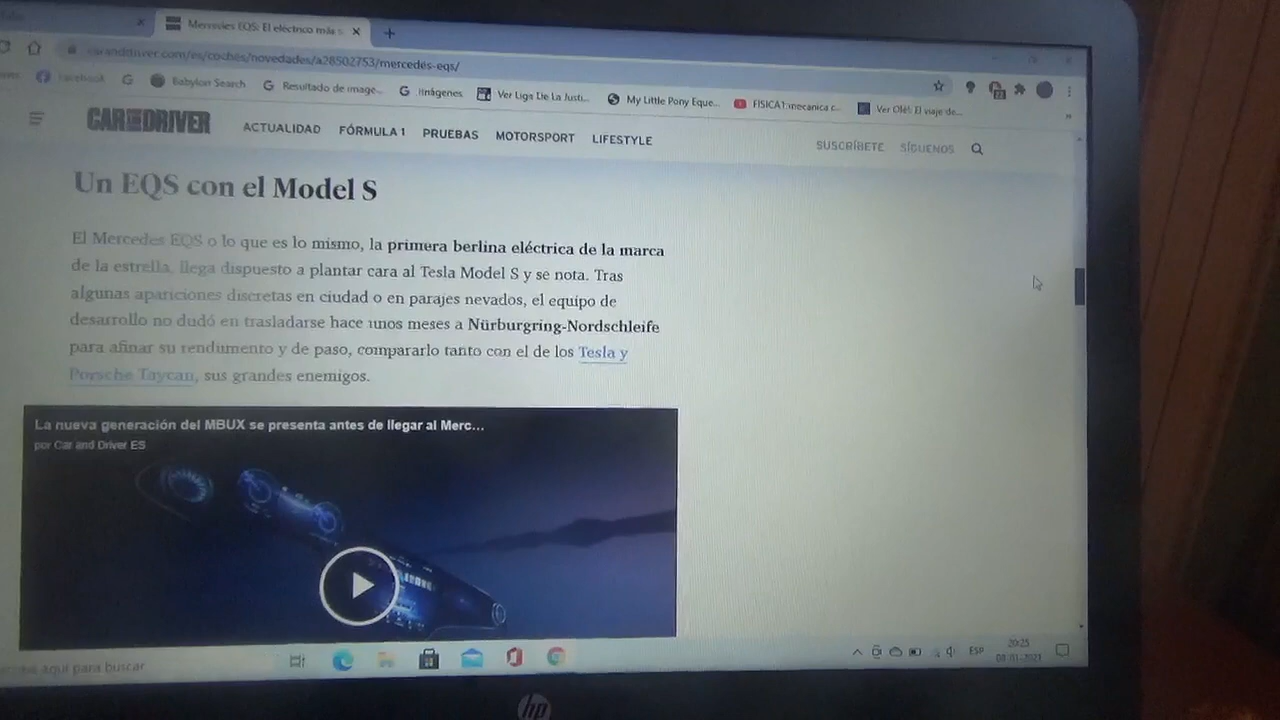 Mercedes EQS: El eléctrico más s
caranddriver.com/es/coches/novedades/a28502753/mercedes-eqs/
Facebook
Babylon Search
Resultado de image...
Imágenes
Ver Liga De La Justi...
My Little Pony Eque...
FISICA1:mecanica c...
Ver Olé! El viaje de...
»
CAR AND DRIVER
ACTUALIDAD
FÓRMULA 1
PRUEBAS
MOTORSPORT
LIFESTYLE
SUSCRÍBETE
SÍGUENOS
Un EQS con el Model S
El Mercedes EQS o lo que es lo mismo, la primera berlina eléctrica de la marca
de la estrella, llega dispuesto a plantar cara al Tesla Model S y se nota. Tras
algunas apariciones discretas en ciudad o en parajes nevados, el equipo de
desarrollo no dudó en trasladarse hace unos meses a Nürburgring-Nordschleife
para afinar su rendimiento y de paso, compararlo tanto con el de los Tesla y
Porsche Taycan, sus grandes enemigos.
La nueva generación del MBUX se presenta antes de llegar al Merc...
por Car and Driver ES
aquí para buscar
ESP
20:25
hp